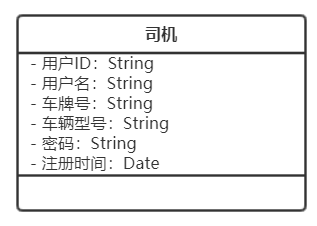 司机
- 用户ID：String
- 用户名：String
- 车牌号：String
- 车辆型号：String
- 密码：String
- 注册时间：Date